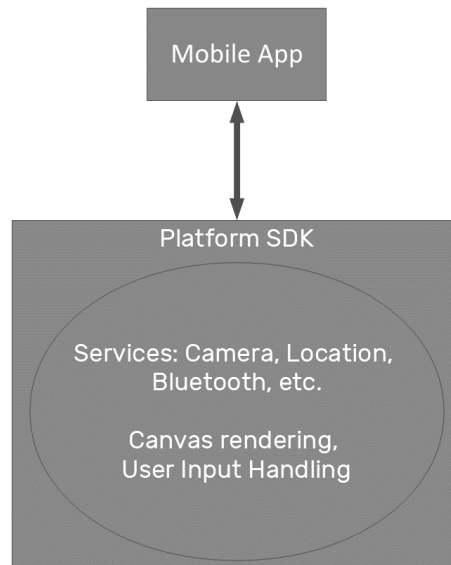 Mobile App
Platform SDK
Services: Camera, Location,
Bluetooth, etc.
Canvas rendering,
User Input Handling